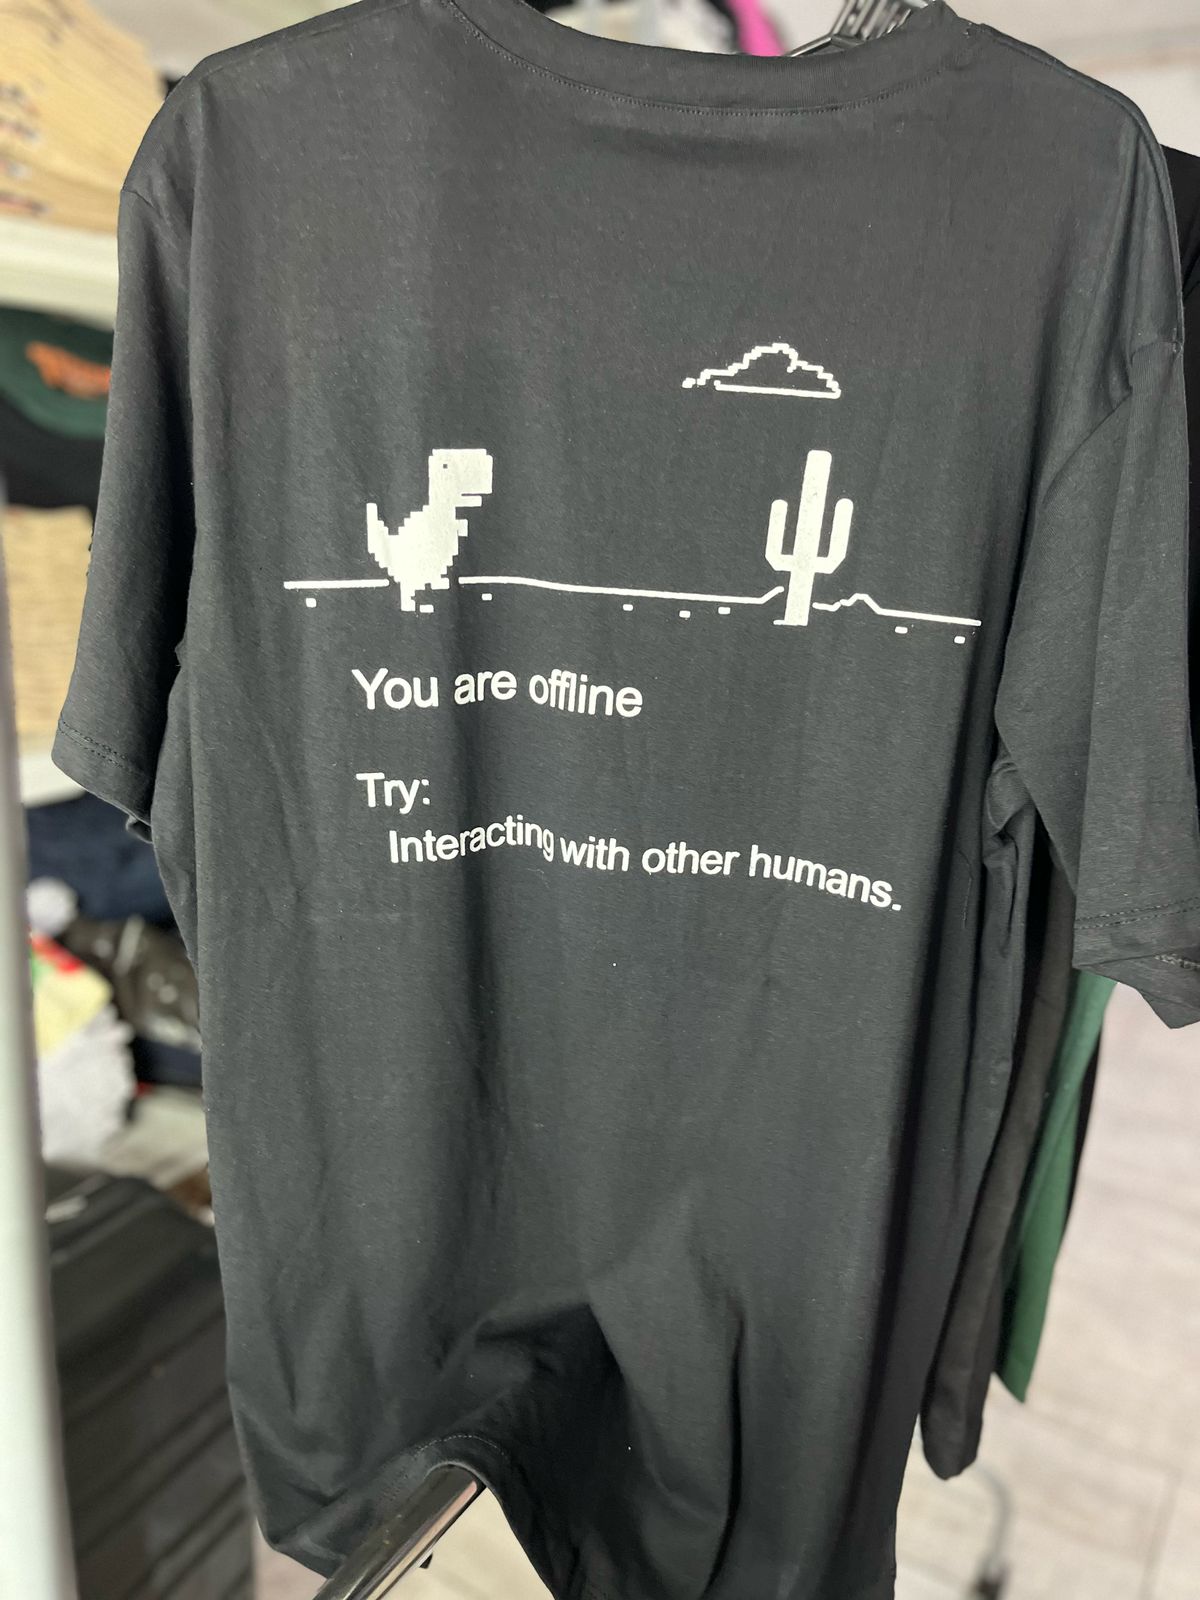 You are offline
Try:
Interacting with other humans.